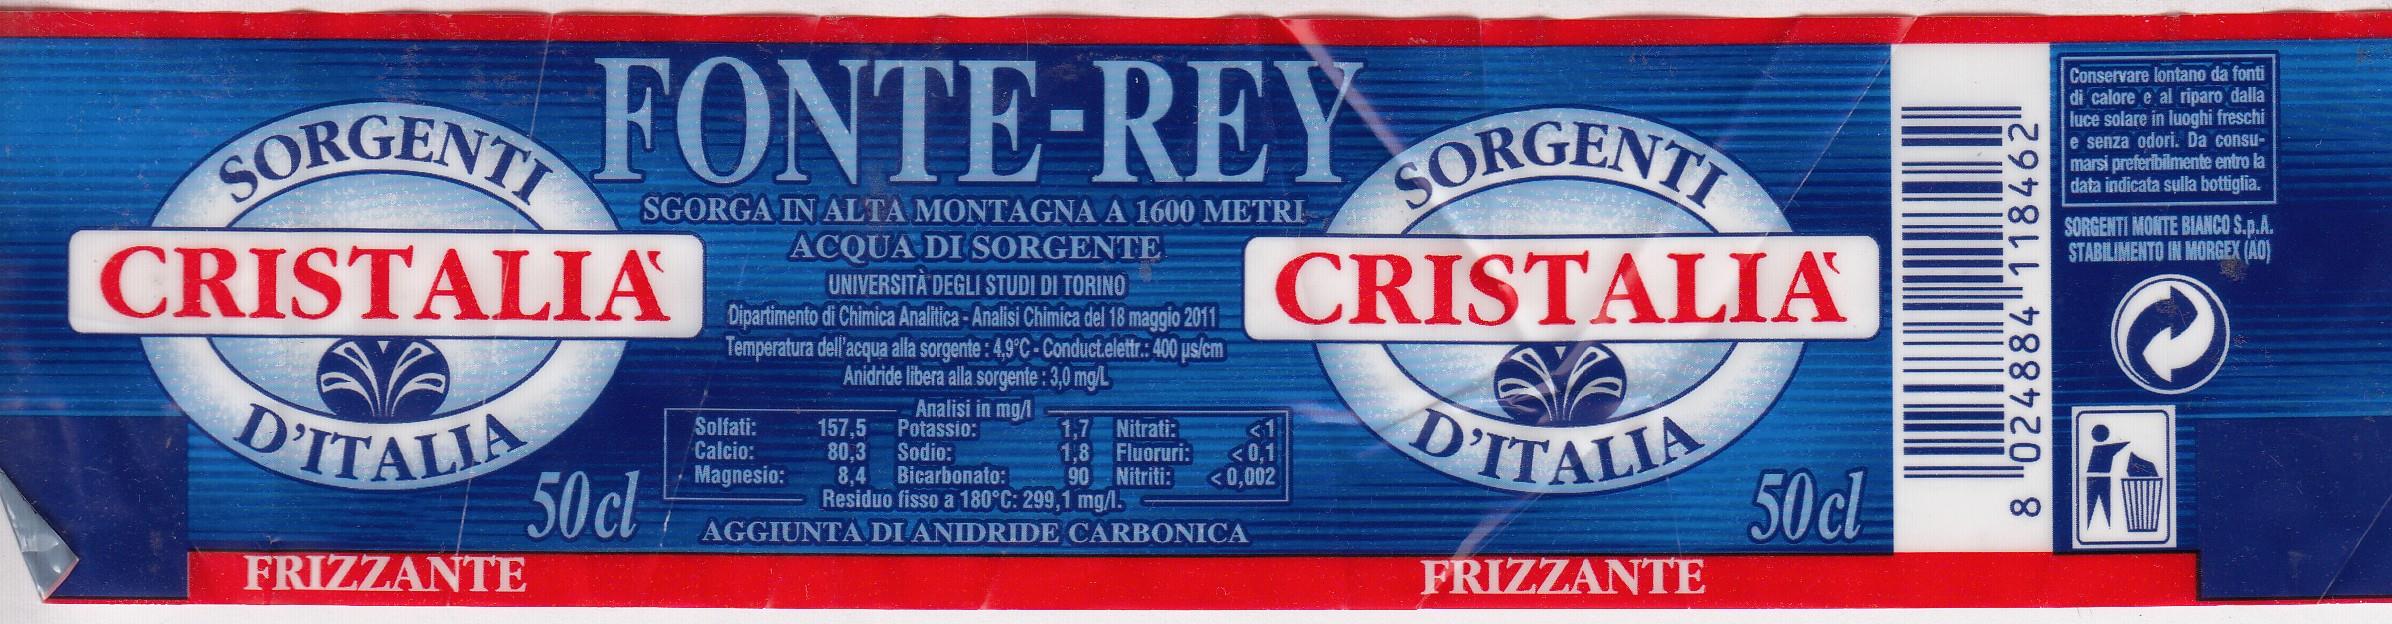 SORGENTI
CRISTALIA'
D'ITALIA
50 cl
FRIZZANTE
FONTE-REY
SGORGA IN ALTA MONTAGNA A 1600 METRI
ACQUA DI SORGENTE
UNIVERSITÀ DEGLI STUDI DI TORINO
Dipartimento di Chimica Analitica - Analisi Chimica del 18 maggio 2011
Temperatura dell'acqua alla sorgente : 4,9°C - Conduct.elettr.: 400 µs/cm
Anidride libera alla sorgente : 3,0 mg/L
Analisi in mg/l
Solfati: 157,5 Potassio: 1,7 Nitrati: <1
Calcio: 80,3 Sodio: 1,8 Fluoruri: <0,1
Magnesio: 8,4 Bicarbonato: 90 Nitriti: <0,002
Residuo fisso a 180°C: 299,1 mg/l.
AGGIUNTA DI ANIDRIDE CARBONICA
SORGENTI
CRISTALIA'
D'ITALIA
50 cl
FRIZZANTE
8 024884 118462
Conservare lontano da fonti
di calore e al riparo dalla
luce solare in luoghi freschi
e senza odori. Da consu-
marsi preferibilmente entro la
data indicata sulla bottiglia.
SORGENTI MONTE BIANCO S.p.A.
STABILIMENTO IN MORGEX (AO)